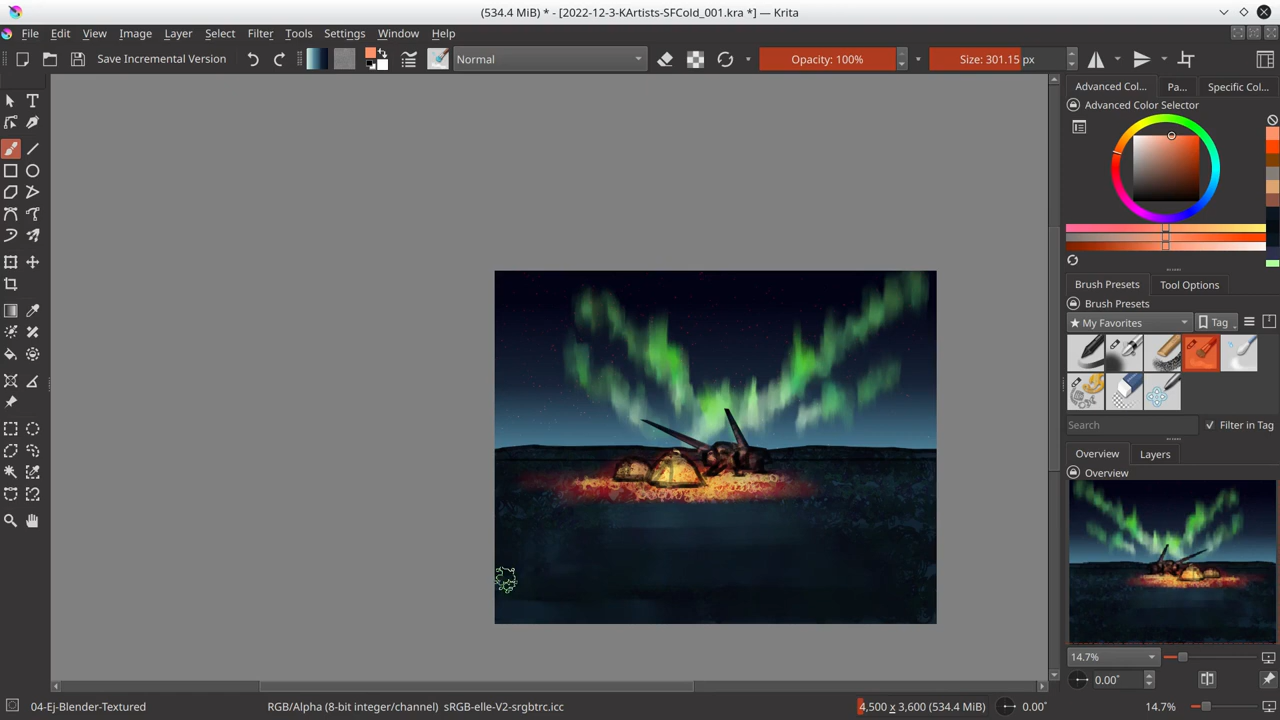 (534.4 MiB) * - [2022-12-3-KArtists-SFCold_001.kra *] — Krita
File Edit View Image Layer Select Filter Tools Settings Window Help
Save Incremental Version Normal Opacity: 100% Size: 301.15 px
Advanced Col... Pa... Specific Col...
Advanced Color Selector
Brush Presets Tool Options
Brush Presets
★ My Favorites Tag
Search Filter in Tag
Overview Layers
Overview
14.7%
0.00°
04-Ej-Blender-Textured RGB/Alpha (8-bit integer/channel) sRGB-elle-V2-srgbtrc.icc 4,500 x 3,600 (534.4 MiB) 0.00° 14.7%